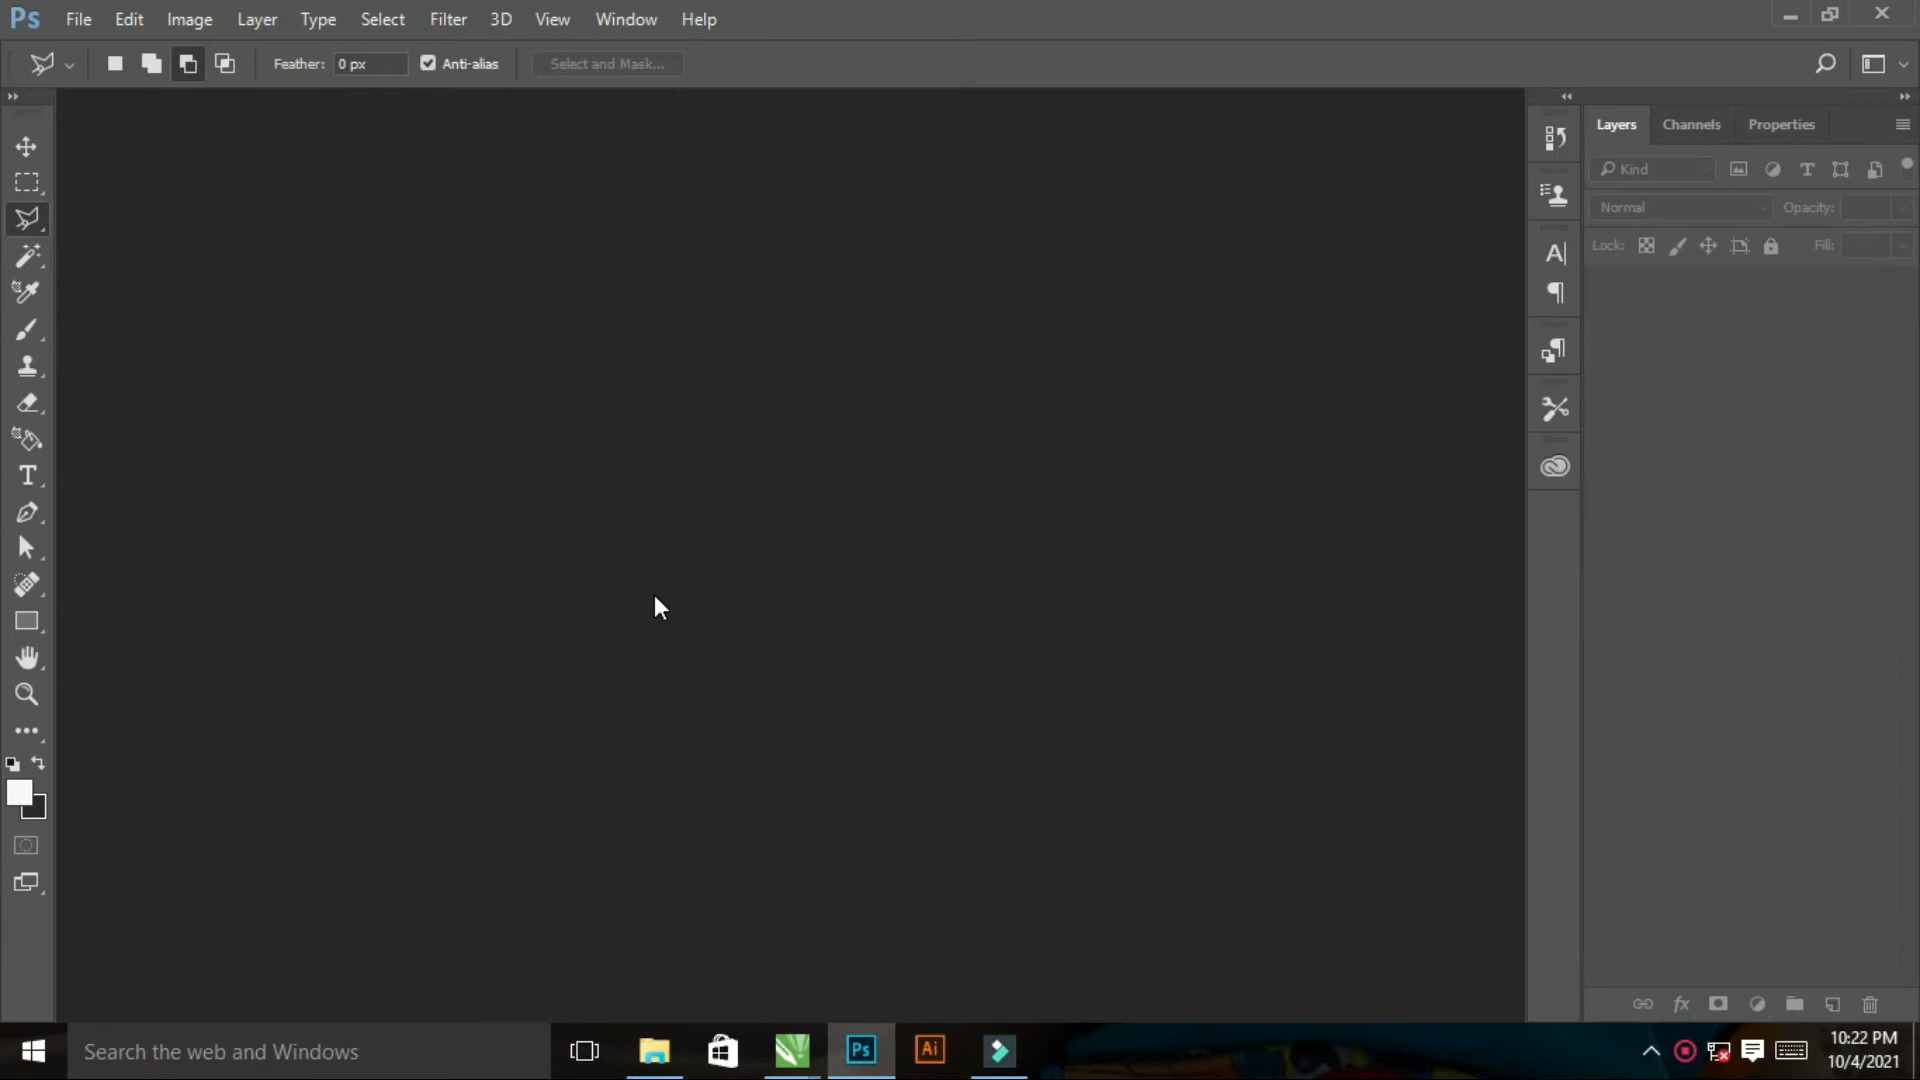 Ps File Edit Image Layer Type Select Filter 3D View Window Help
Feather: 0 px Anti-alias Select and Mask...
Layers Channels Properties
Kind
Normal Opacity:
Lock: Fill:
Search the web and Windows
Ps
Ai
10:22 PM
10/4/2021